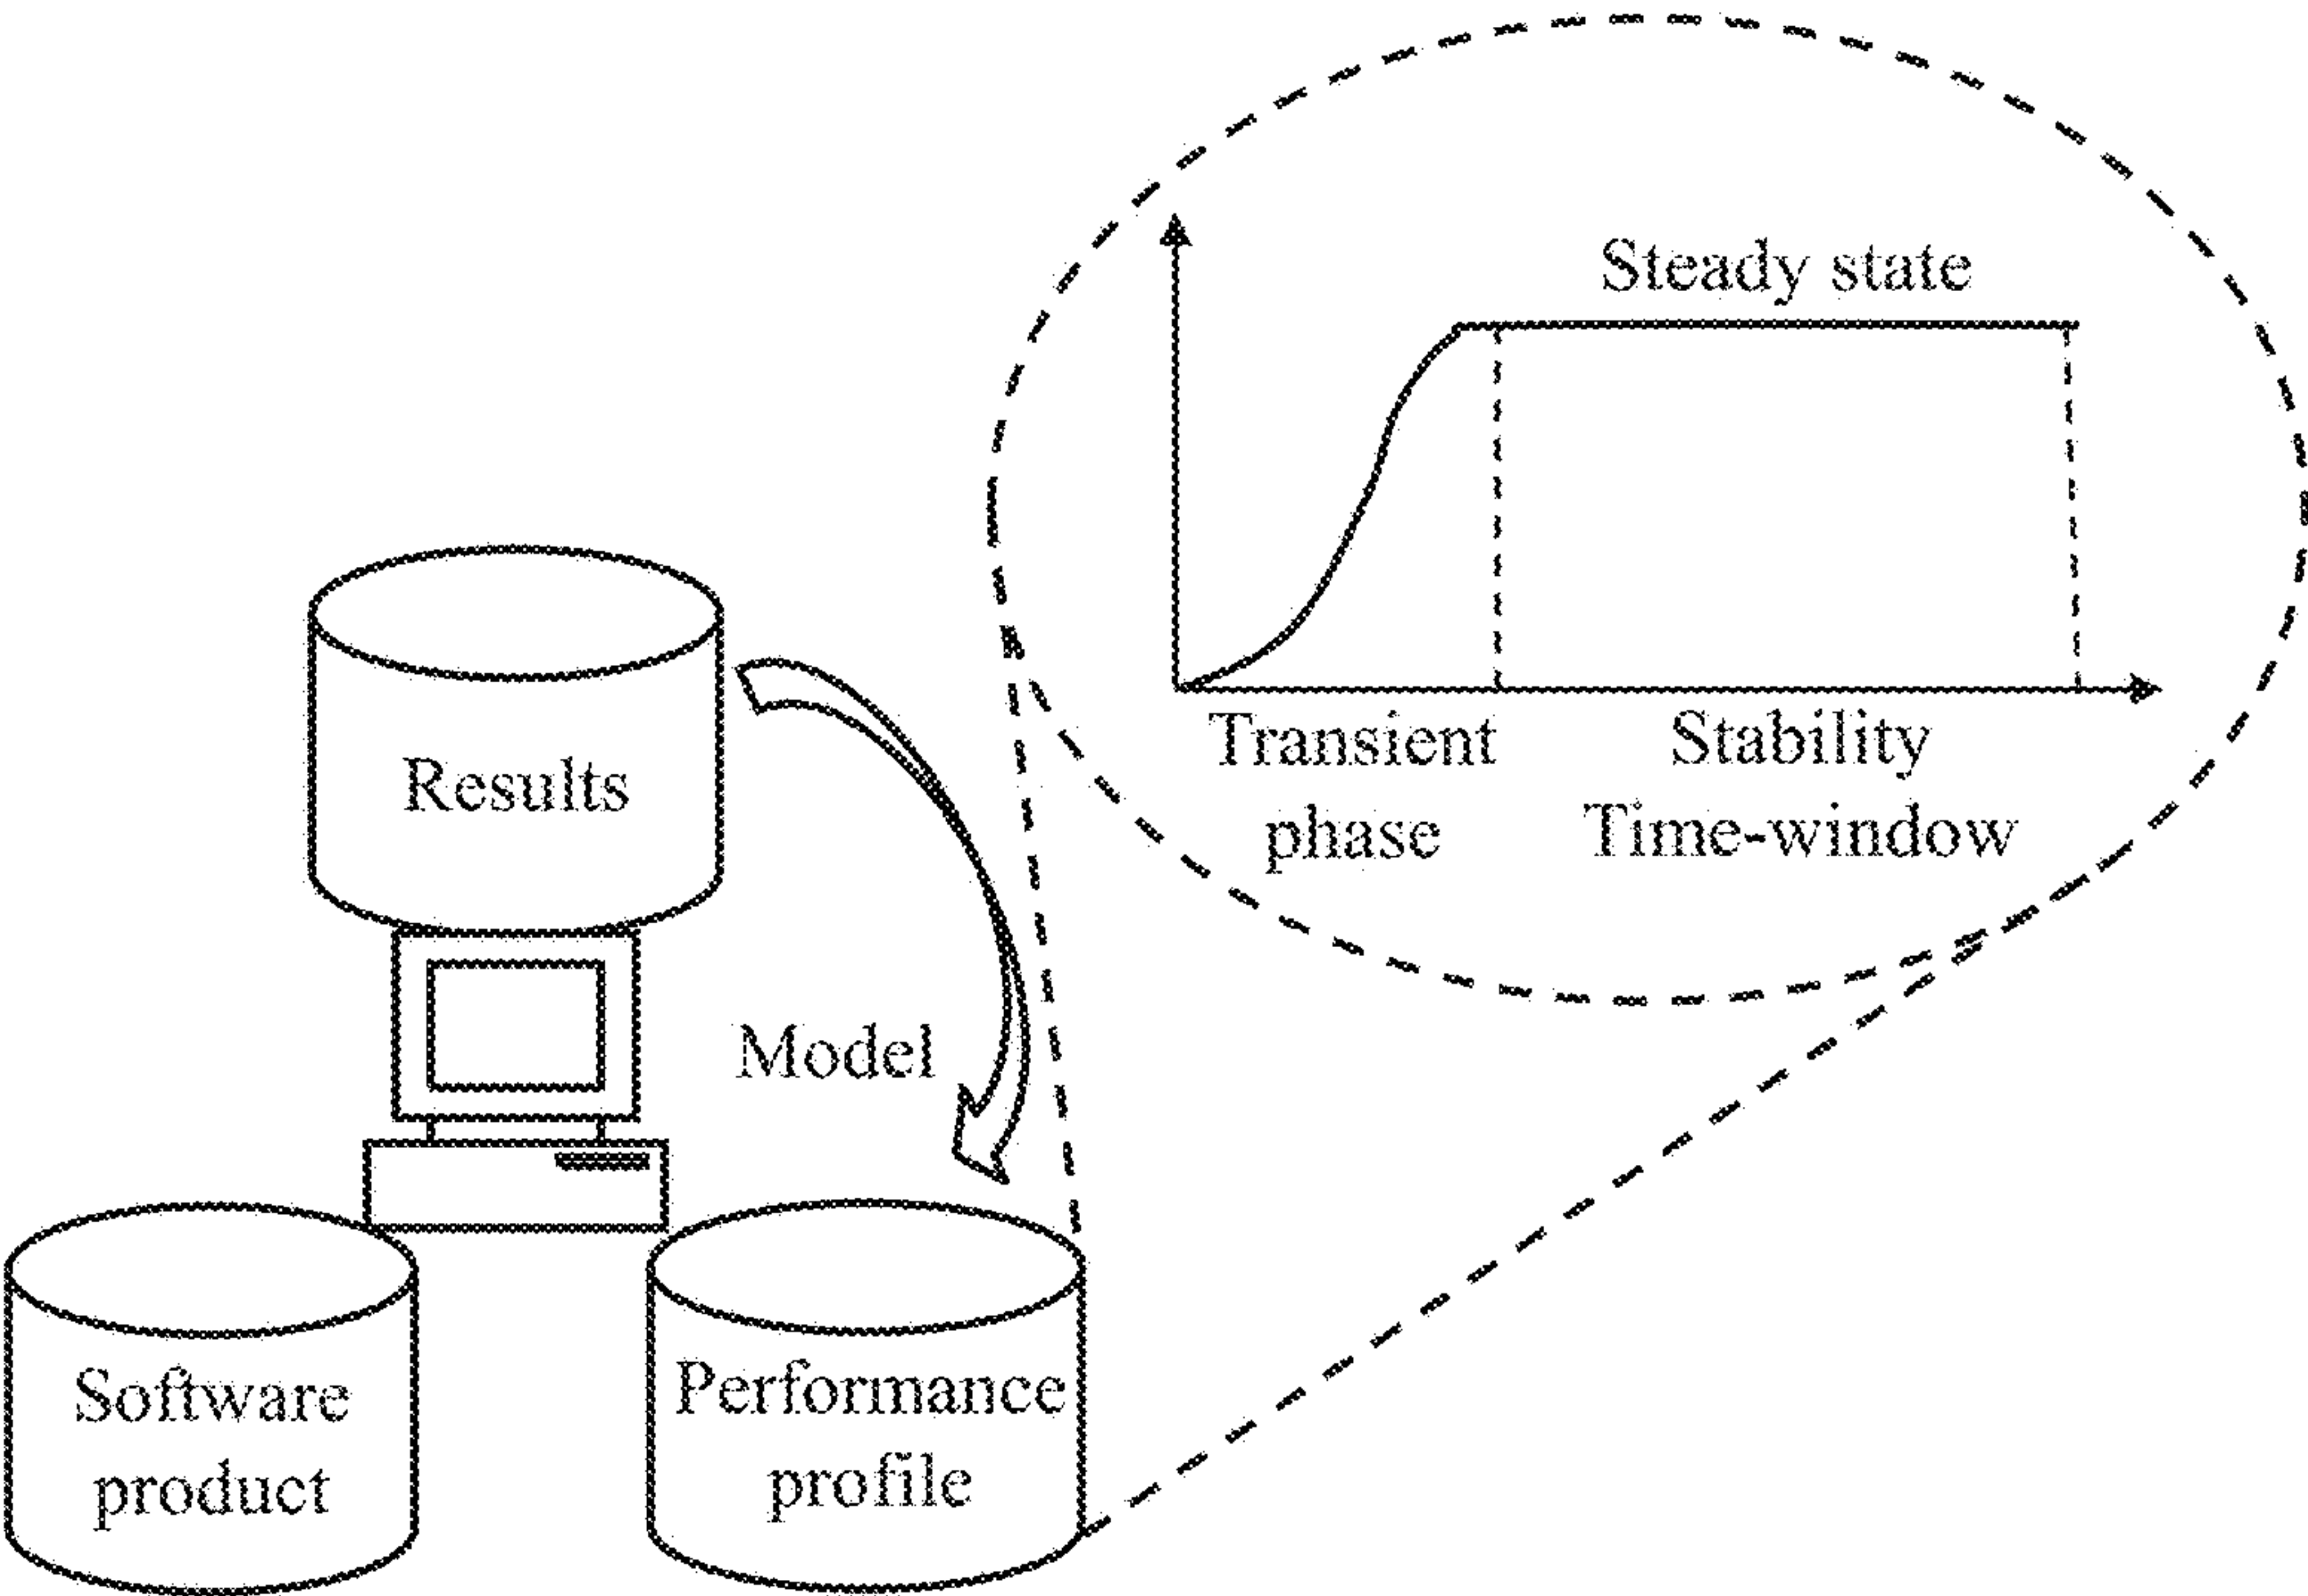 Steady state
Transient
phase
Stability
Time-window
Results
Model
Software
product
Performance
profile